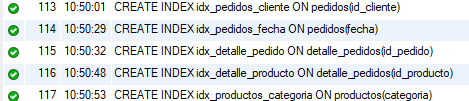 113 10:50:01 CREATE INDEX idx_pedidos_cliente ON pedidos(id_cliente)
114 10:50:29 CREATE INDEX idx_pedidos_fecha ON pedidos(fecha)
115 10:50:32 CREATE INDEX idx_detalle_pedido ON detalle_pedidos(id_pedido)
116 10:50:48 CREATE INDEX idx_detalle_producto ON detalle_pedidos(id_producto)
117 10:50:53 CREATE INDEX idx_productos_categoria ON productos(categoria)